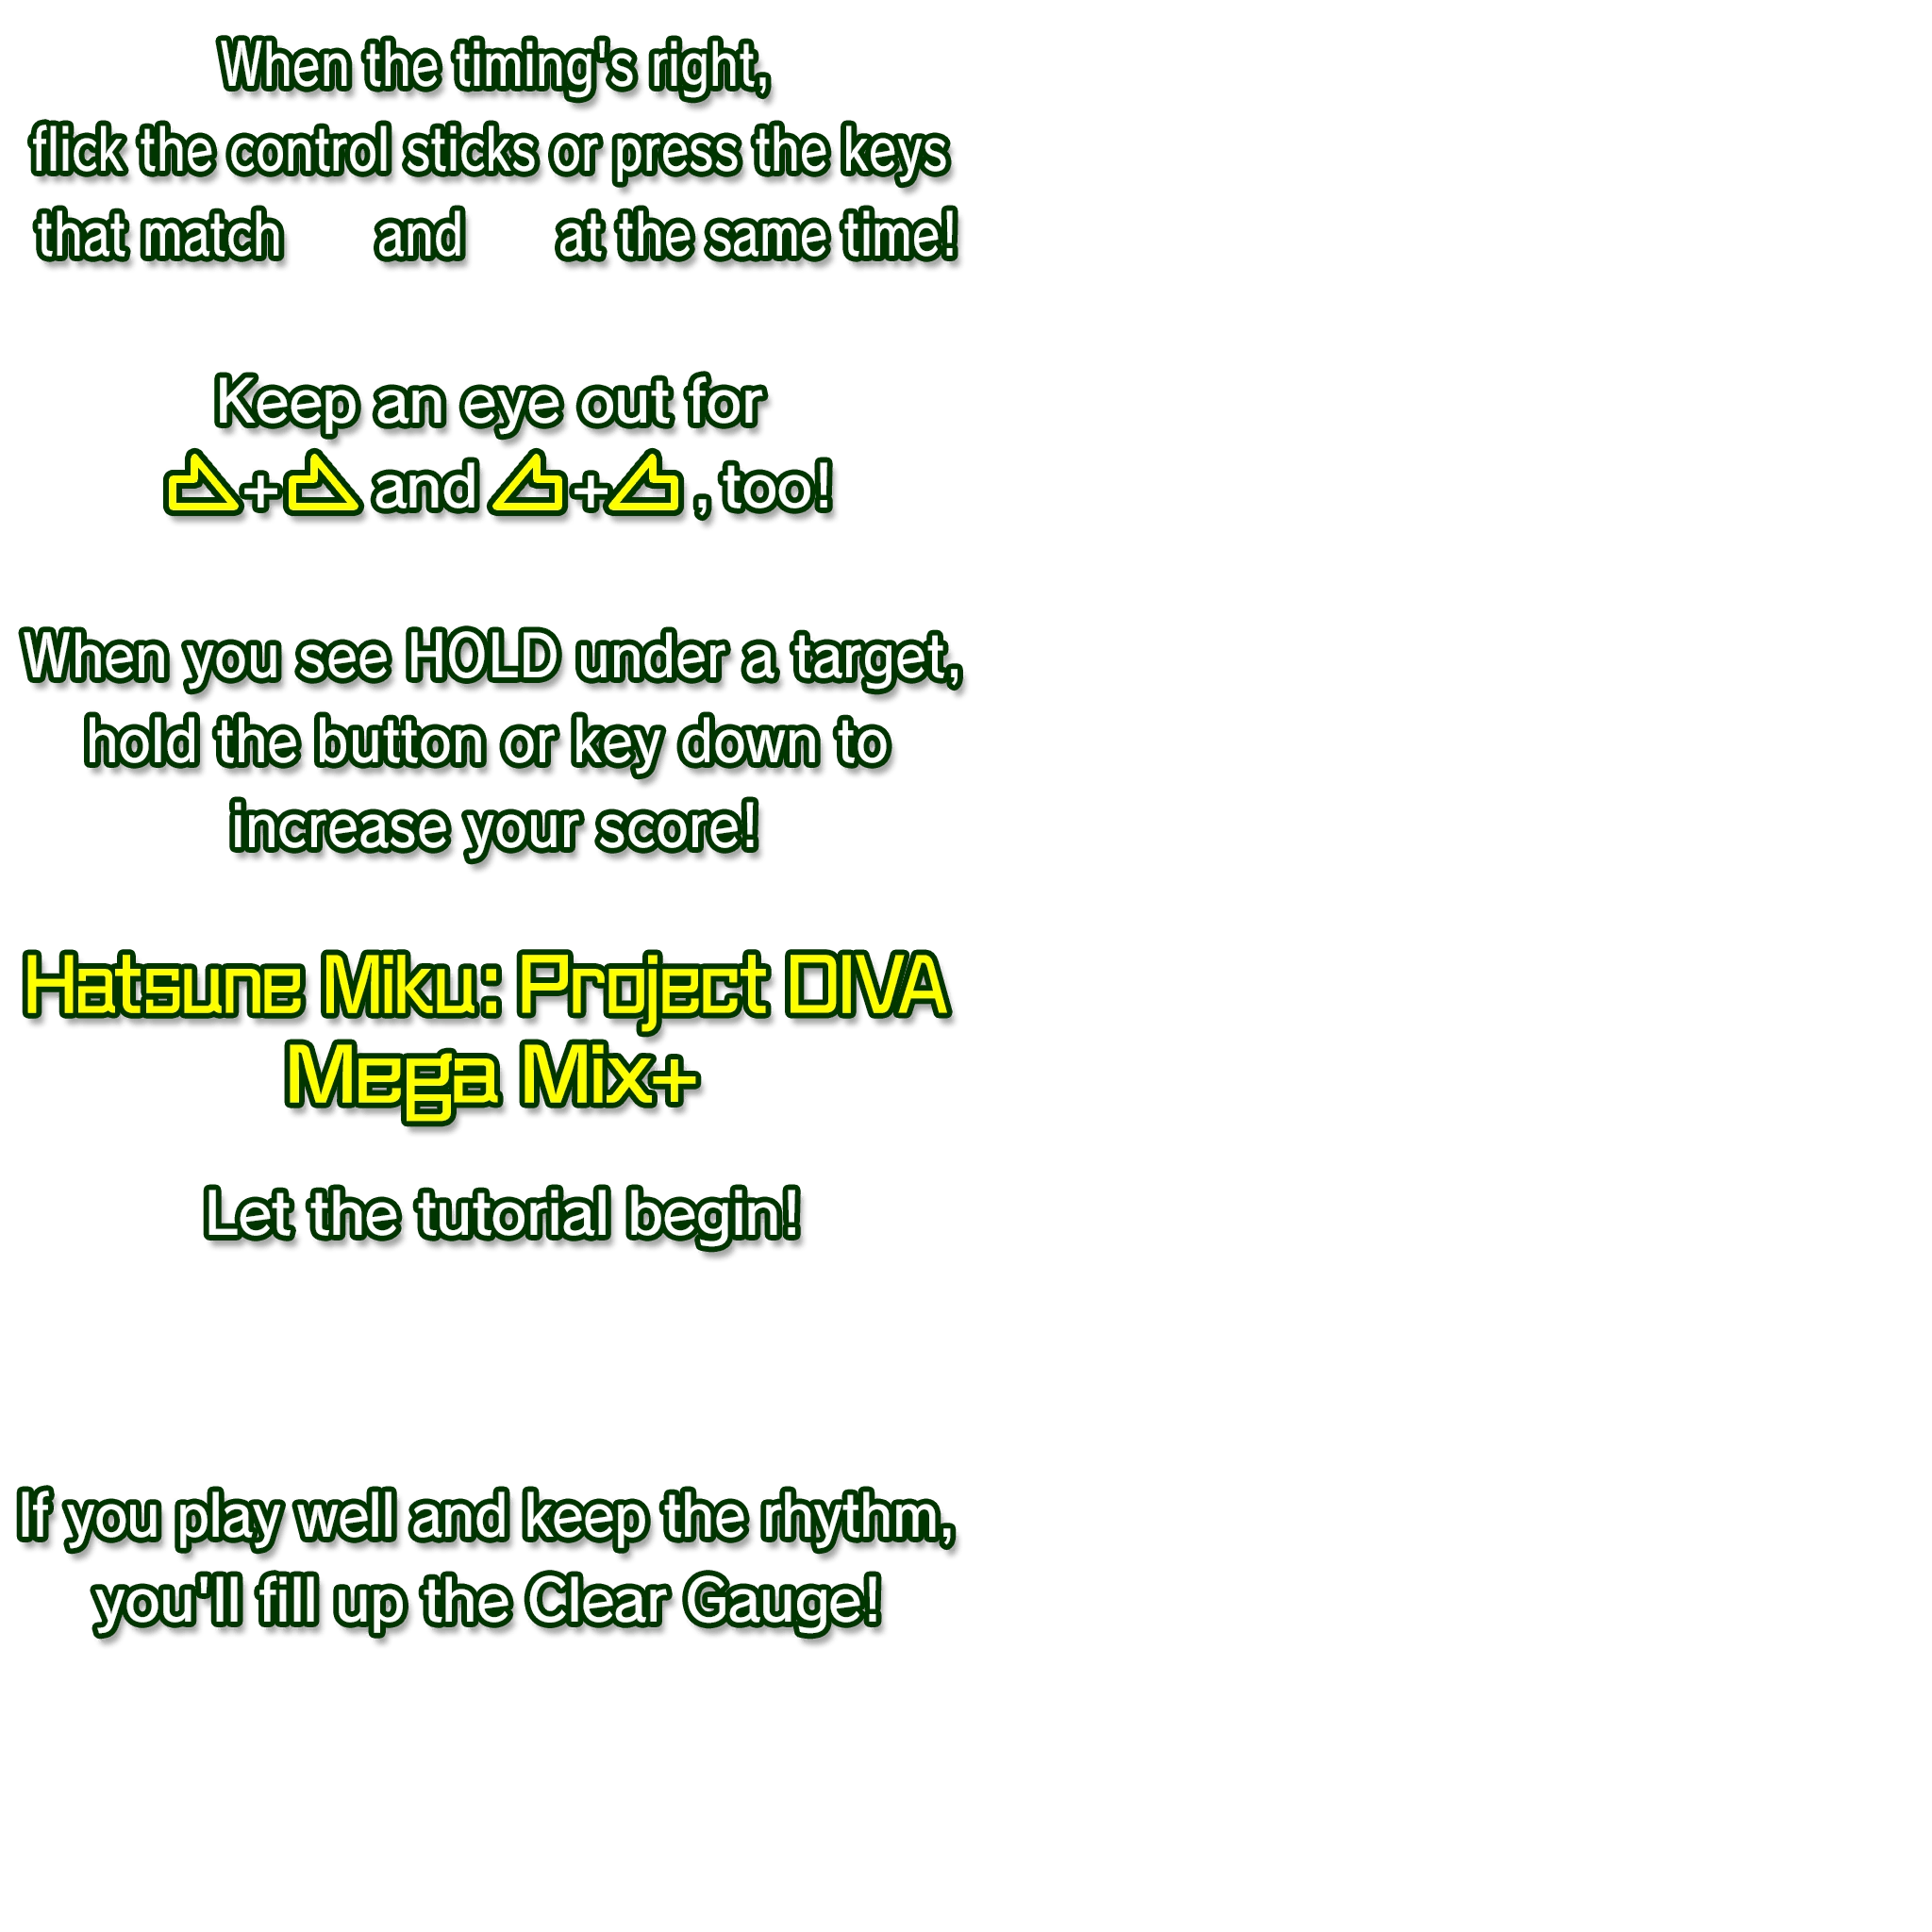 When the timing's right,
flick the control sticks or press the keys
that match and at the same time!
Keep an eye out for
+ and + , too!
When you see HOLD under a target,
hold the button or key down to
increase your score!
Hatsune Miku: Project DIVA
Mega Mix+
Let the tutorial begin!
If you play well and keep the rhythm,
you'll fill up the Clear Gauge!